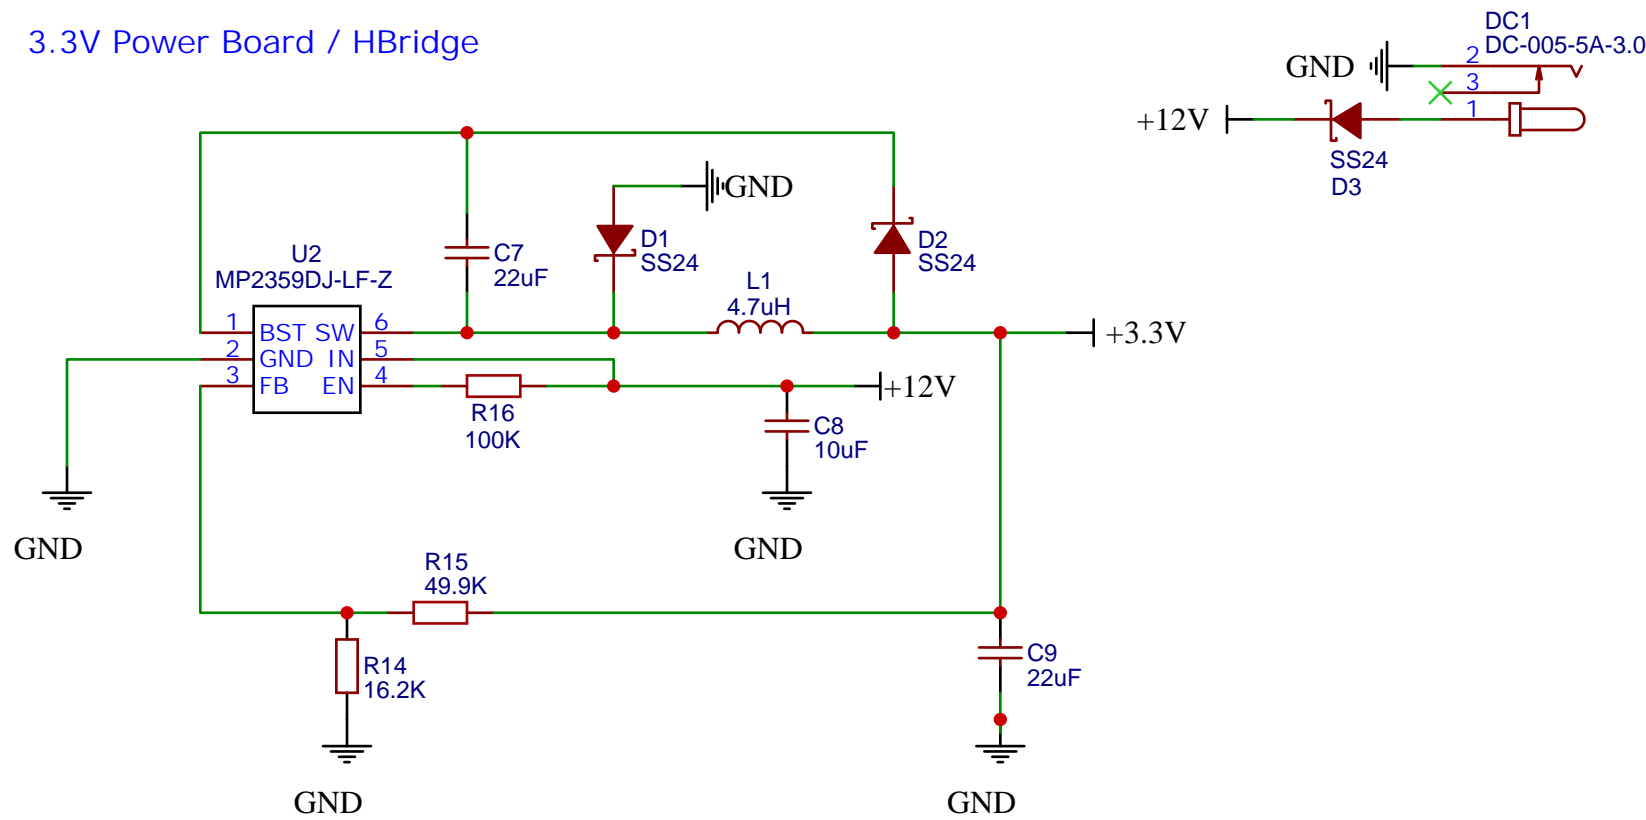 3.3V Power Board / HBridge
DC1
DC-005-5A-3.0
GND
2
3
+12V
1
SS24
D3
GND
U2
MP2359DJ-LF-Z
C7
22uF
D1
SS24
D2
SS24
L1
4.7uH
1 BST SW 6
2 GND IN 5
3 FB EN 4
+3.3V
+12V
R16
100K
C8
10uF
GND
GND
R15
49.9K
R14
16.2K
C9
22uF
GND
GND